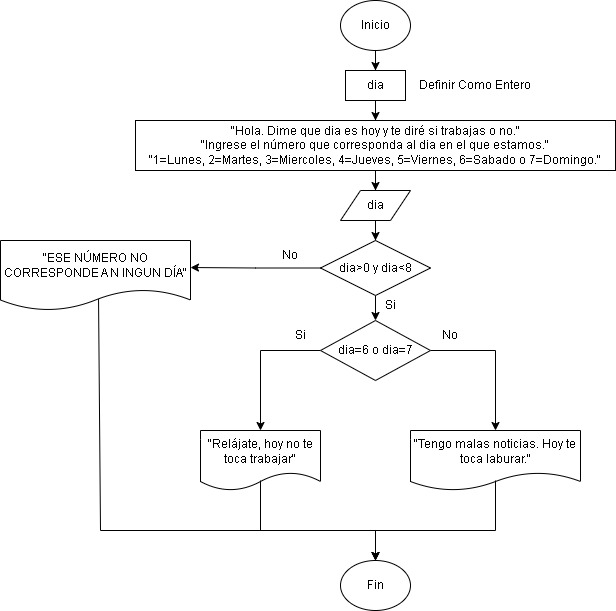 Inicio
dia
Definir Como Entero
"Hola. Dime que dia es hoy y te diré si trabajas o no."
"Ingrese el número que corresponda al dia en el que estamos."
"1=Lunes, 2=Martes, 3=Miercoles, 4=Jueves, 5=Viernes, 6=Sabado o 7=Domingo."
dia
dia>0 y dia<8
No
"ESE NÚMERO NO
CORRESPONDE A N INGUN DÍA"
Si
dia=6 o dia=7
Si
No
"Relájate, hoy no te
toca trabajar"
"Tengo malas noticias. Hoy te
toca laburar."
Fin